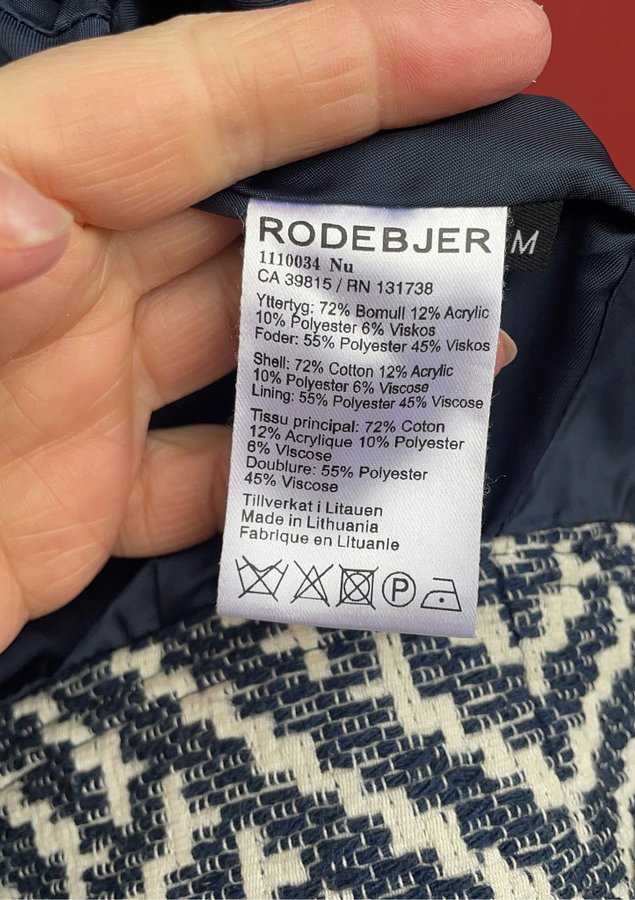 RODEBJER
M
1110034 Nu
CA 39815 / RN 131738
Yttertyg: 72% Bomull 12% Acrylic
10% Polyester 6% Viskos
Foder: 55% Polyester 45% Viskos
Shell: 72% Cotton 12% Acrylic
10% Polyester 6% Viscose
Lining: 55% Polyester 45% Viscose
Tissu principal: 72% Coton
12% Acrylique 10% Polyester
6% Viscose
Doublure: 55% Polyester
45% Viscose
Tillverkat i Litauen
Made in Lithuania
Fabrique en Lituanie
P